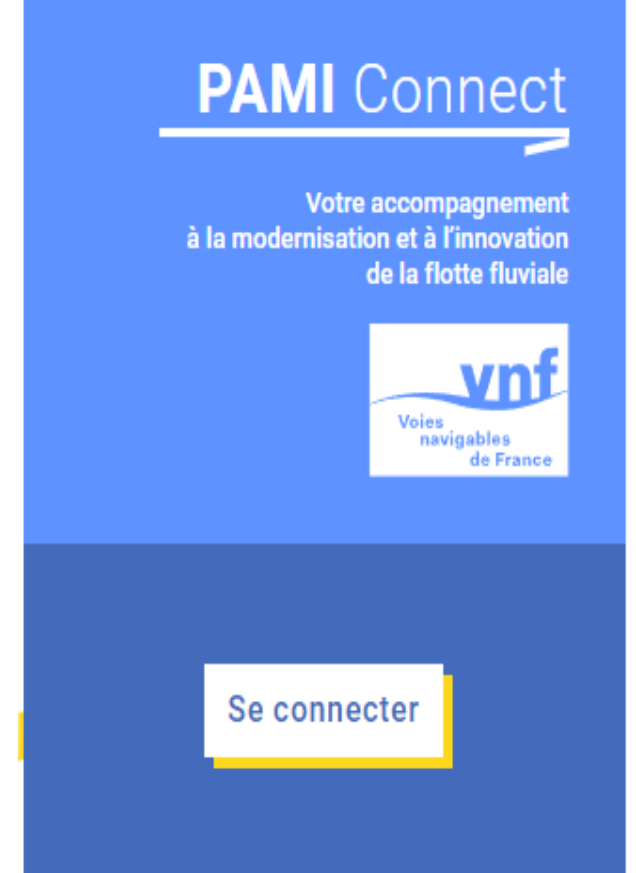 PAMI Connect
Votre accompagnement
à la modernisation et à l'innovation
de la flotte fluviale
vnf
Voies
navigables
de France
Se connecter